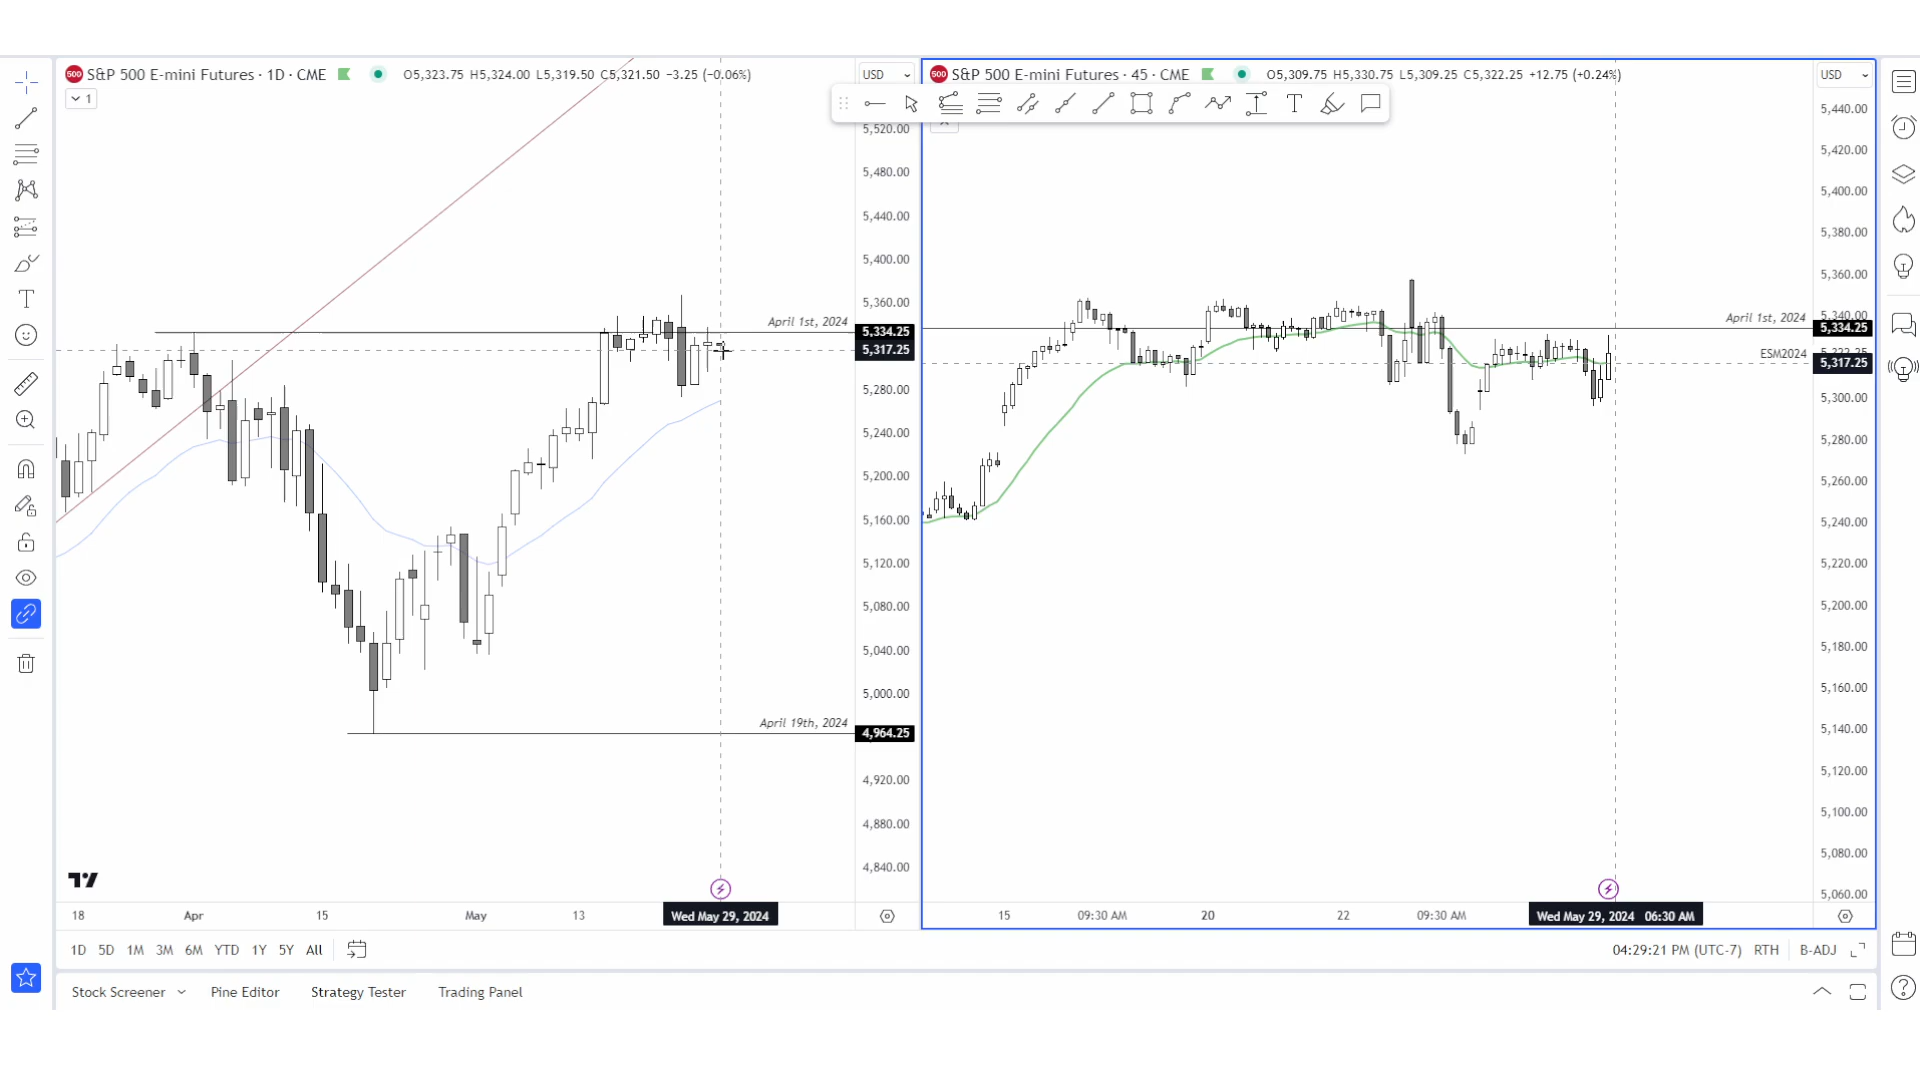 S&P 500 E-mini Futures · 1D · CME O5,323.75 H5,324.00 L5,319.50 C5,321.50 −3.25 (−0.06%)
1
USD
5,520.00
5,480.00
5,440.00
5,400.00
5,360.00
April 1st, 2024 5,334.25
5,317.25
5,280.00
5,240.00
5,200.00
5,160.00
5,120.00
5,080.00
5,040.00
5,000.00
April 19th, 2024 4,964.25
4,920.00
4,880.00
4,840.00
18 Apr 15 May 13 Wed May 29, 2024
S&P 500 E-mini Futures · 45 · CME O5,309.75 H5,330.75 L5,309.25 C5,322.25 +12.75 (+0.24%)
USD
5,440.00
5,420.00
5,400.00
5,380.00
5,360.00
5,340.00
April 1st, 2024 5,334.25
5,322.25
ESM2024 5,317.25
5,300.00
5,280.00
5,260.00
5,240.00
5,220.00
5,200.00
5,180.00
5,160.00
5,140.00
5,120.00
5,100.00
5,080.00
5,060.00
15 09:30 AM 20 22 09:30 AM Wed May 29, 2024 06:30 AM
1D 5D 1M 3M 6M YTD 1Y 5Y All
04:29:21 PM (UTC-7) RTH B-ADJ
Stock Screener Pine Editor Strategy Tester Trading Panel